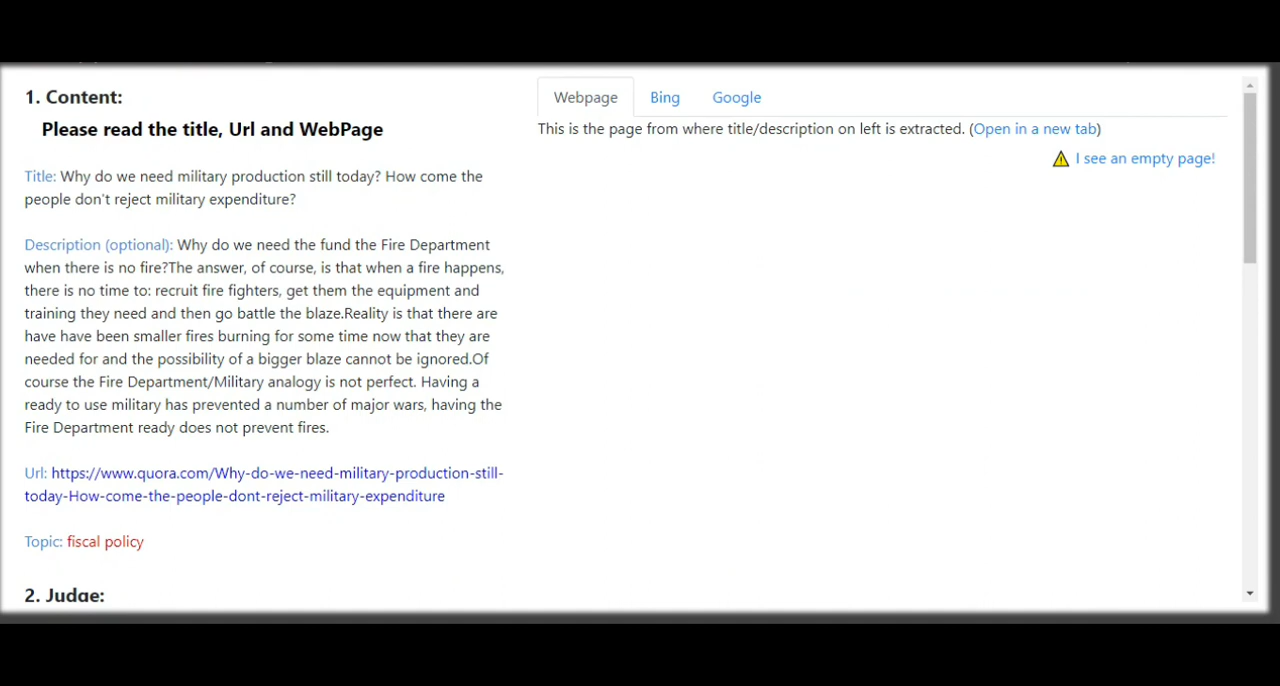 1. Content:
Please read the title, Url and WebPage
Title: Why do we need military production still today? How come the
people don't reject military expenditure?
Description (optional): Why do we need the fund the Fire Department
when there is no fire?The answer, of course, is that when a fire happens,
there is no time to: recruit fire fighters, get them the equipment and
training they need and then go battle the blaze.Reality is that there are
have have been smaller fires burning for some time now that they are
needed for and the possibility of a bigger blaze cannot be ignored.Of
course the Fire Department/Military analogy is not perfect. Having a
ready to use military has prevented a number of major wars, having the
Fire Department ready does not prevent fires.
Url: https://www.quora.com/Why-do-we-need-military-production-still-
today-How-come-the-people-dont-reject-military-expenditure
Topic: fiscal policy
2. Judge:
Webpage Bing Google
This is the page from where title/description on left is extracted. (Open in a new tab)
I see an empty page!